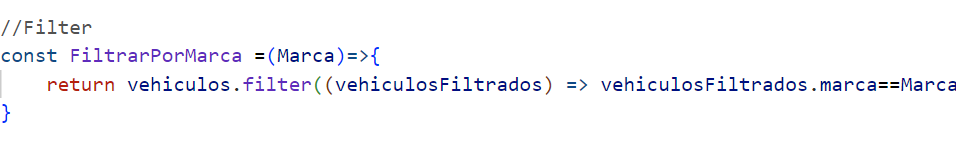 //Filter
const FiltrarPorMarca =(Marca)=>{
    return vehiculos.filter((vehiculosFiltrados) => vehiculosFiltrados.marca==Marca
}